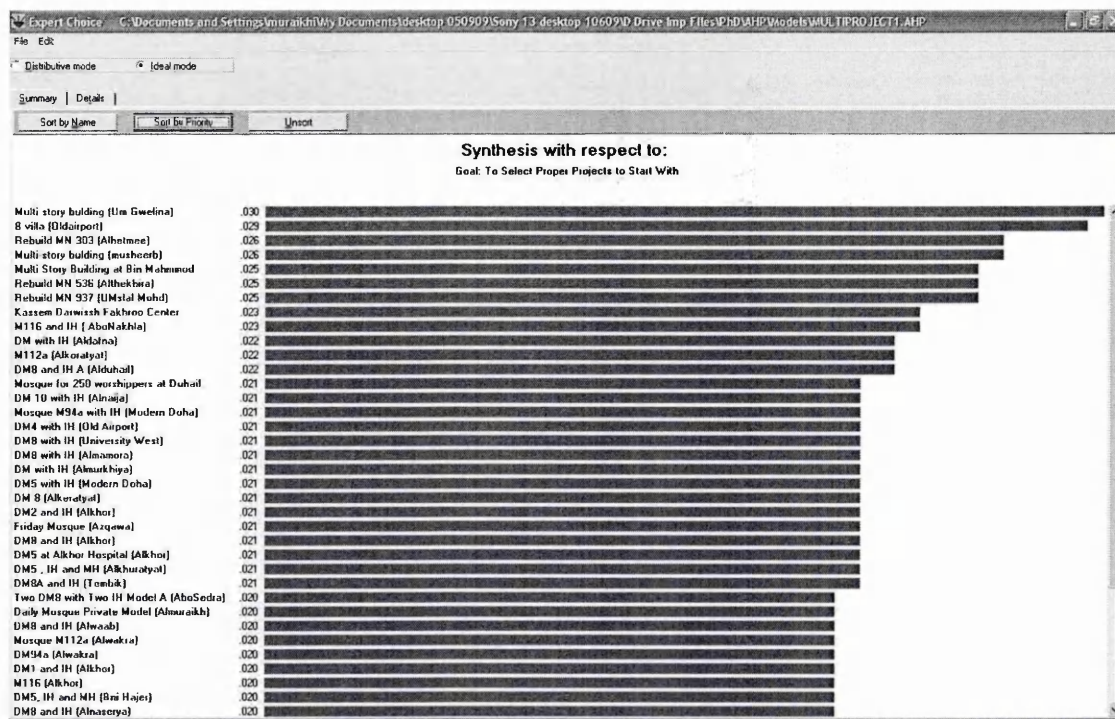 Expert Choice C:\Documents and Settings\muraikhi\My Documents\desktop 050909\Sony 13 desktop 10609\D Drive Imp Files\PhD\AHP\Models\MULTIPROJECT1.AHP
File Edit
Distributive mode Ideal mode
Summary | Details |
Sort by Name Sort by Priority Unsort
Synthesis with respect to:
Goal: To Select Proper Projects to Start With
Multi story bulding (Um Gwelina) .030
8 villa (Oldairport) .029
Rebuild MN 303 (Alhetmee) .026
Multi story bulding (musheerb) .026
Multi Story Building at Bin Mahmmod .025
Rebuild MN 536 (Althekhira) .025
Rebuild MN 937 (UMslal Mohd) .025
Kassem Darwissh Fakhroo Center .023
M116 and IH ( AboNakhla) .023
DM with IH (Aldafna) .022
M112a (Alkoratyat) .022
DM8 and IH A (Alduhail) .022
Mosque for 250 worshippers at Duhail .021
DM 10 with IH (Alnaija) .021
Mosque M94a with IH (Modern Doha) .021
DM4 with IH (Old Airport) .021
DM8 with IH (University West) .021
DM8 with IH (Almamora) .021
DM with IH (Almurkhiya) .021
DM5 with IH (Modern Doha) .021
DM 8 (Alkeratyat) .021
DM2 and IH (Alkhor) .021
Friday Mosque (Azgawa) .021
DM8 and IH (Alkhor) .021
DM5 at Alkhor Hospital (Alkhor) .021
DM5 , IH and MH (Alkhuratyat) .021
DM8A and IH (Tembik) .021
Two DM8 with Two IH Model A (AboSedra) .020
Daily Mosque Private Model (Almuraikh) .020
DM8 and IH (Alwaab) .020
Mosque M112a (Alwakra) .020
DM94a (Alwakra) .020
DM1 and IH (Alkhor) .020
M116 (Alkhor) .020
DM5, IH and MH (Bni Hajer) .020
DM8 and IH (Alnaserya) .020